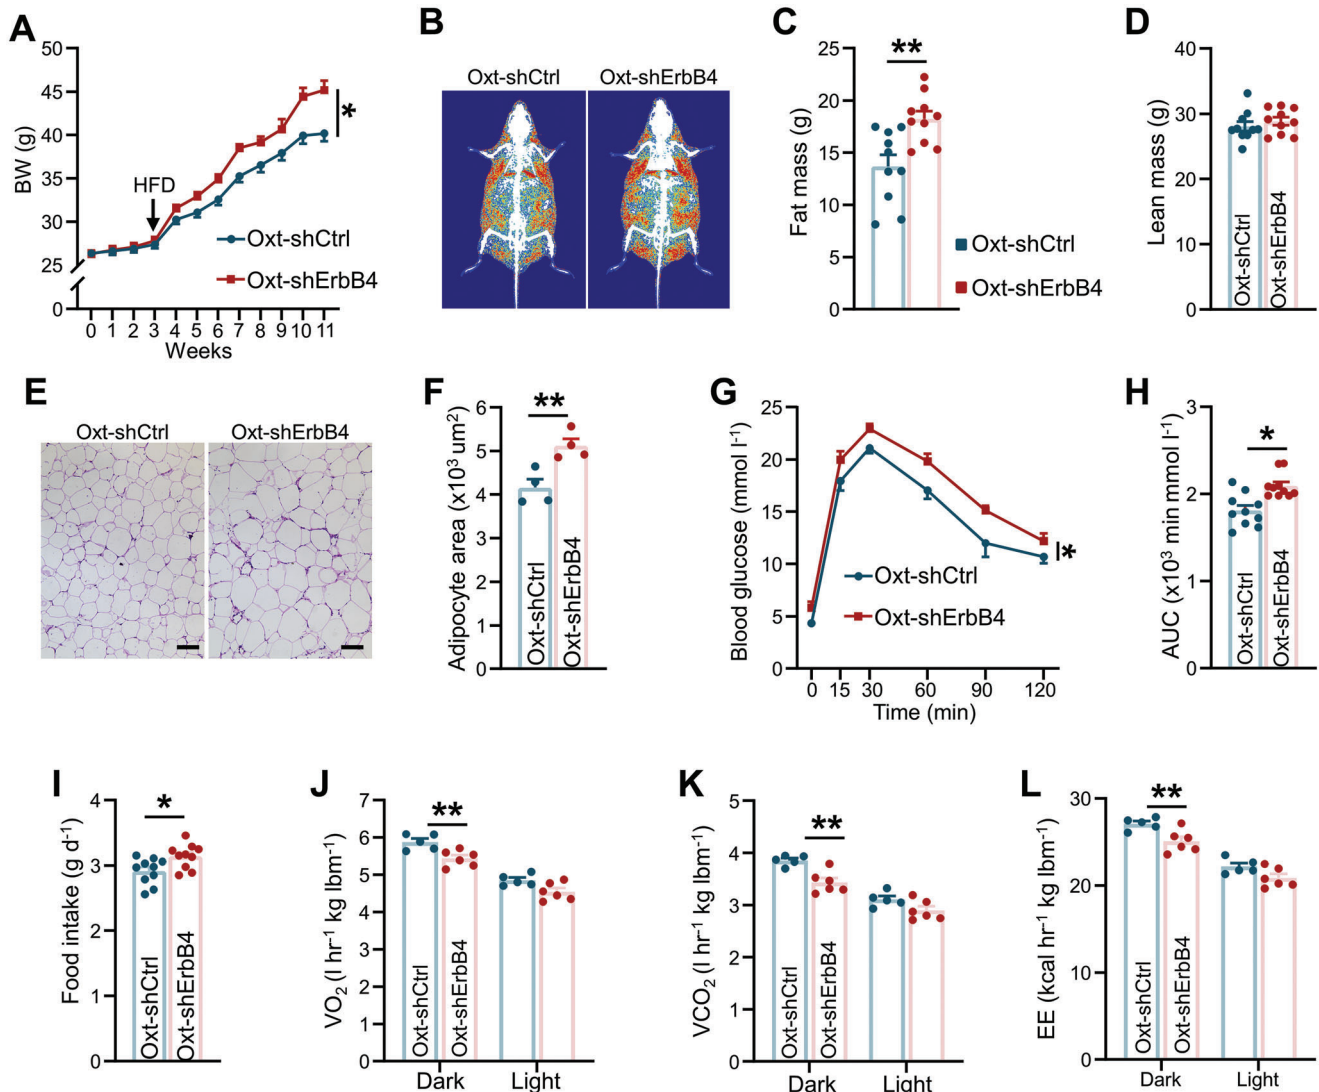 A
BW (g)
50
45
40
35
30
25
0
HFD
Oxt-shCtrl
Oxt-shErbB4
*
0 1 2 3 4 5 6 7 8 9 10 11
Weeks
B
Oxt-shCtrl Oxt-shErbB4
C
Fat mass (g)
25
20
15
10
5
0
**
Oxt-shCtrl
Oxt-shErbB4
D
Lean mass (g)
40
30
20
10
0
Oxt-shCtrl
Oxt-shErbB4
E
Oxt-shCtrl Oxt-shErbB4
F
Adipocyte area (x10³ um²)
6
5
4
3
2
1
0
**
Oxt-shCtrl
Oxt-shErbB4
G
Blood glucose (mmol l⁻¹)
25
20
15
10
5
0
Oxt-shCtrl
Oxt-shErbB4
*
0 15 30 60 90 120
Time (min)
H
AUC (x10³ min mmol l⁻¹)
3
2
1
0
*
Oxt-shCtrl
Oxt-shErbB4
I
Food intake (g d⁻¹)
4
3
2
1
0
*
Oxt-shCtrl
Oxt-shErbB4
J
VO₂ (l hr⁻¹ kg lbm⁻¹)
7
6
5
4
3
2
1
0
**
Oxt-shCtrl
Oxt-shErbB4
Dark Light
K
VCO₂ (l hr⁻¹ kg lbm⁻¹)
5
4
3
2
1
0
**
Oxt-shCtrl
Oxt-shErbB4
Dark Light
L
EE (kcal hr⁻¹ kg lbm⁻¹)
30
20
10
0
**
Oxt-shCtrl
Oxt-shErbB4
Dark Light